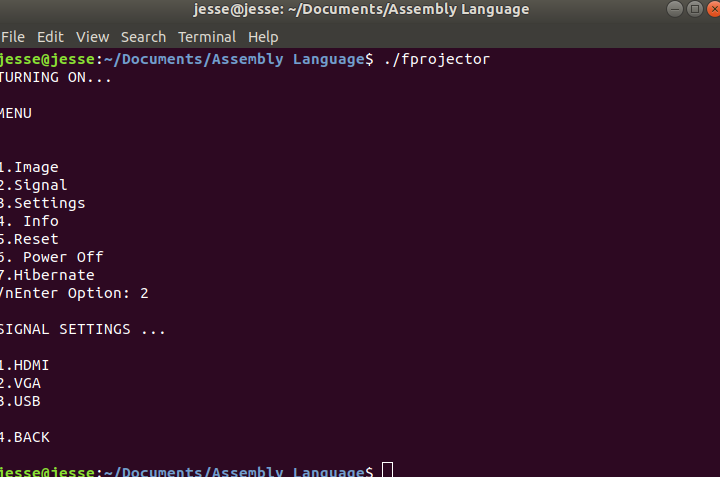 jesse@jesse: ~/Documents/Assembly Language
File Edit View Search Terminal Help
jesse@jesse:~/Documents/Assembly Language$ ./fprojector
TURNING ON...
MENU
1.Image
2.Signal
3.Settings
4. Info
5.Reset
6. Power Off
7.Hibernate
/nEnter Option: 2
SIGNAL SETTINGS ...
1.HDMI
2.VGA
3.USB
4.BACK
jesse@jesse:~/Documents/Assembly Language$